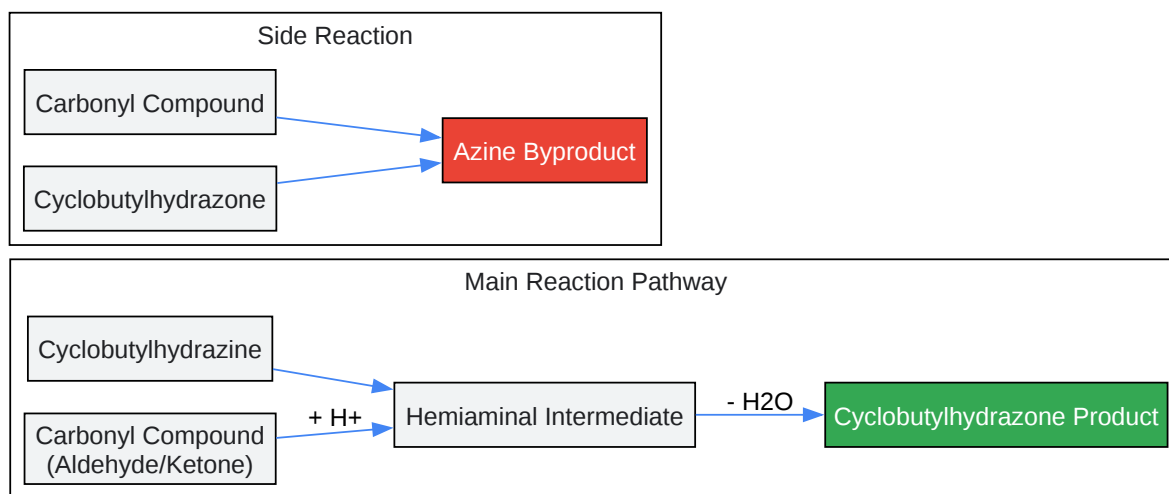 Side Reaction
Carbonyl Compound
Cyclobutylhydrazone
Azine Byproduct
Main Reaction Pathway
Cyclobutylhydrazine
Carbonyl Compound
(Aldehyde/Ketone)
+ H+
Hemiaminal Intermediate
- H2O
Cyclobutylhydrazone Product